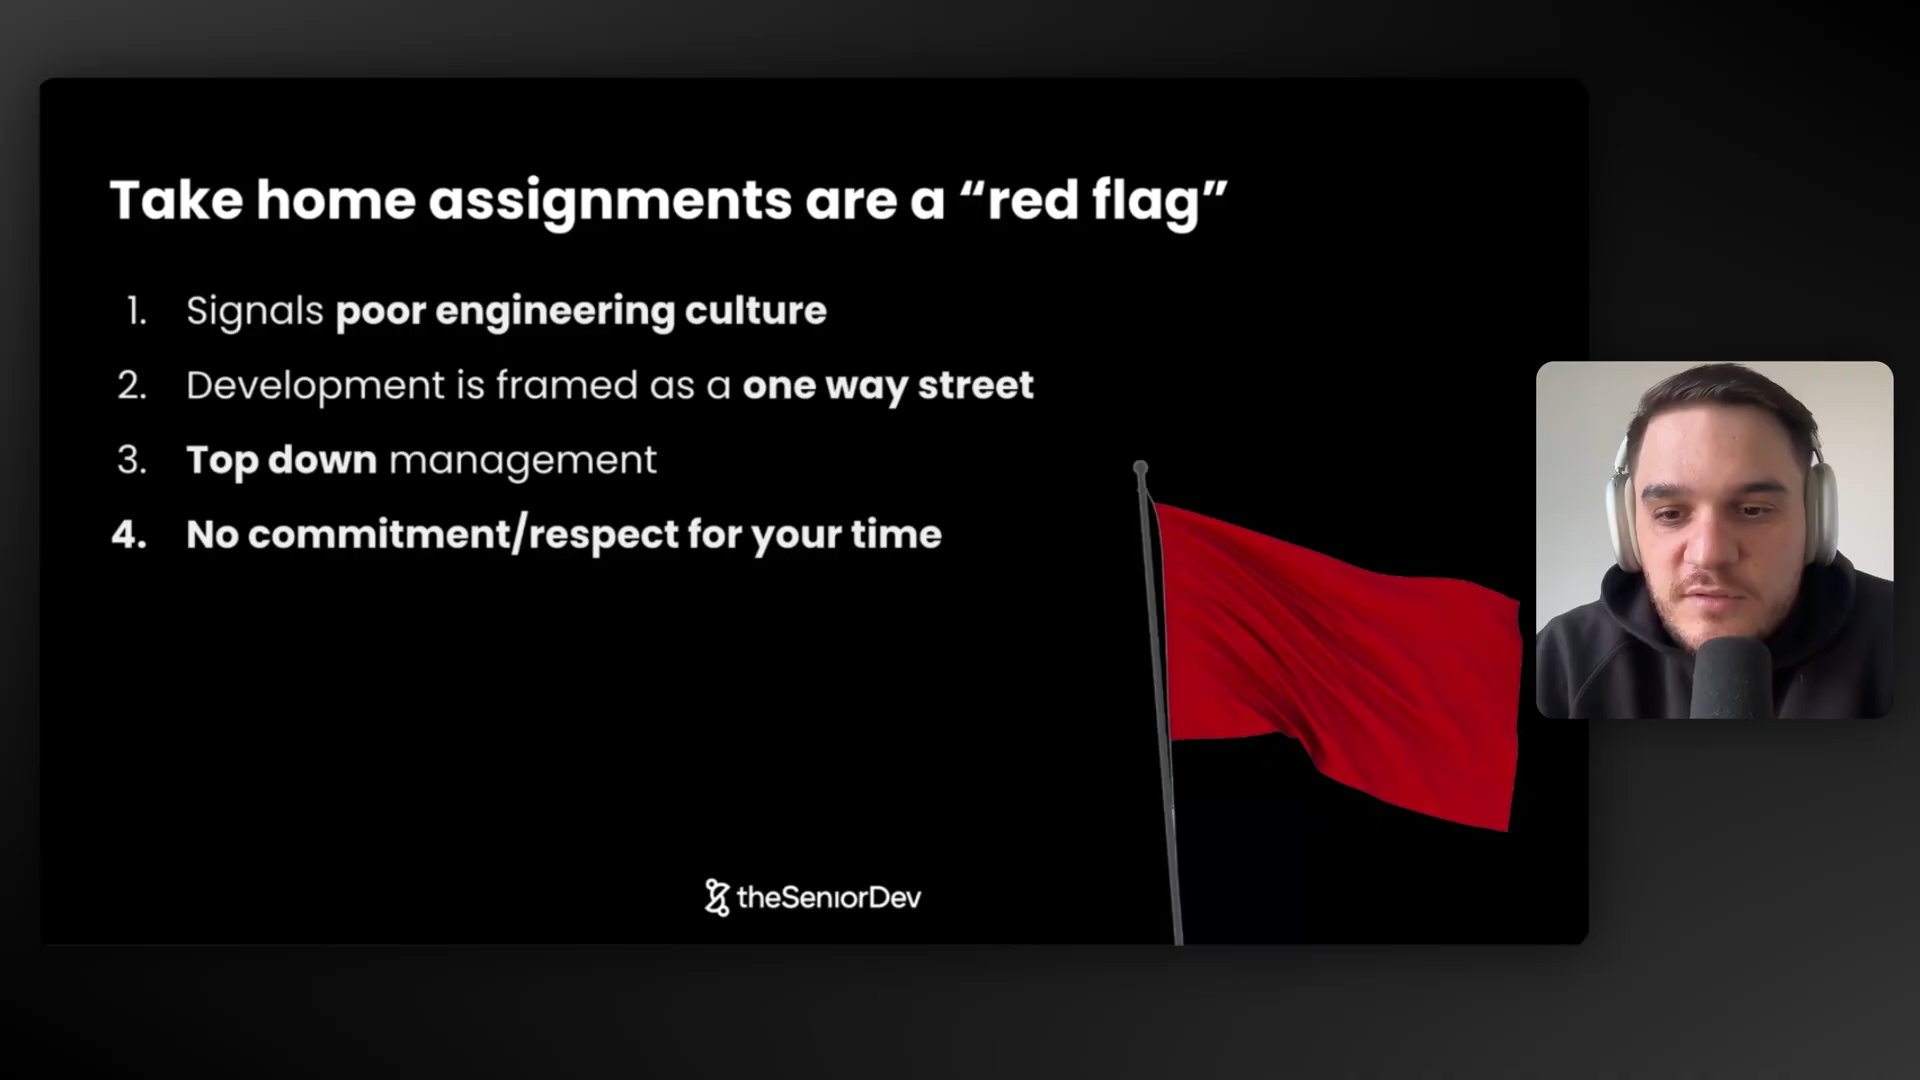 Take home assignments are a “red flag”
1. Signals poor engineering culture
2. Development is framed as a one way street
3. Top down management
4. No commitment/respect for your time
theSenıorDev